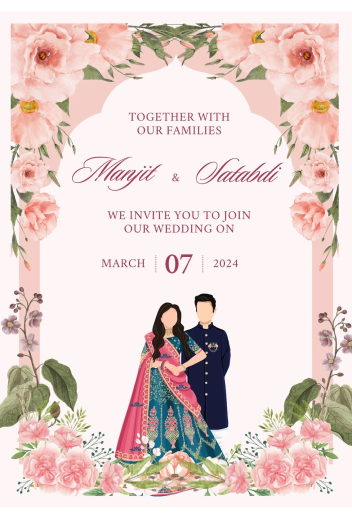 TOGETHER WITH
OUR FAMILIES
Manjit & Satabdi
WE INVITE YOU TO JOIN
OUR WEDDING ON
MARCH 07 2024